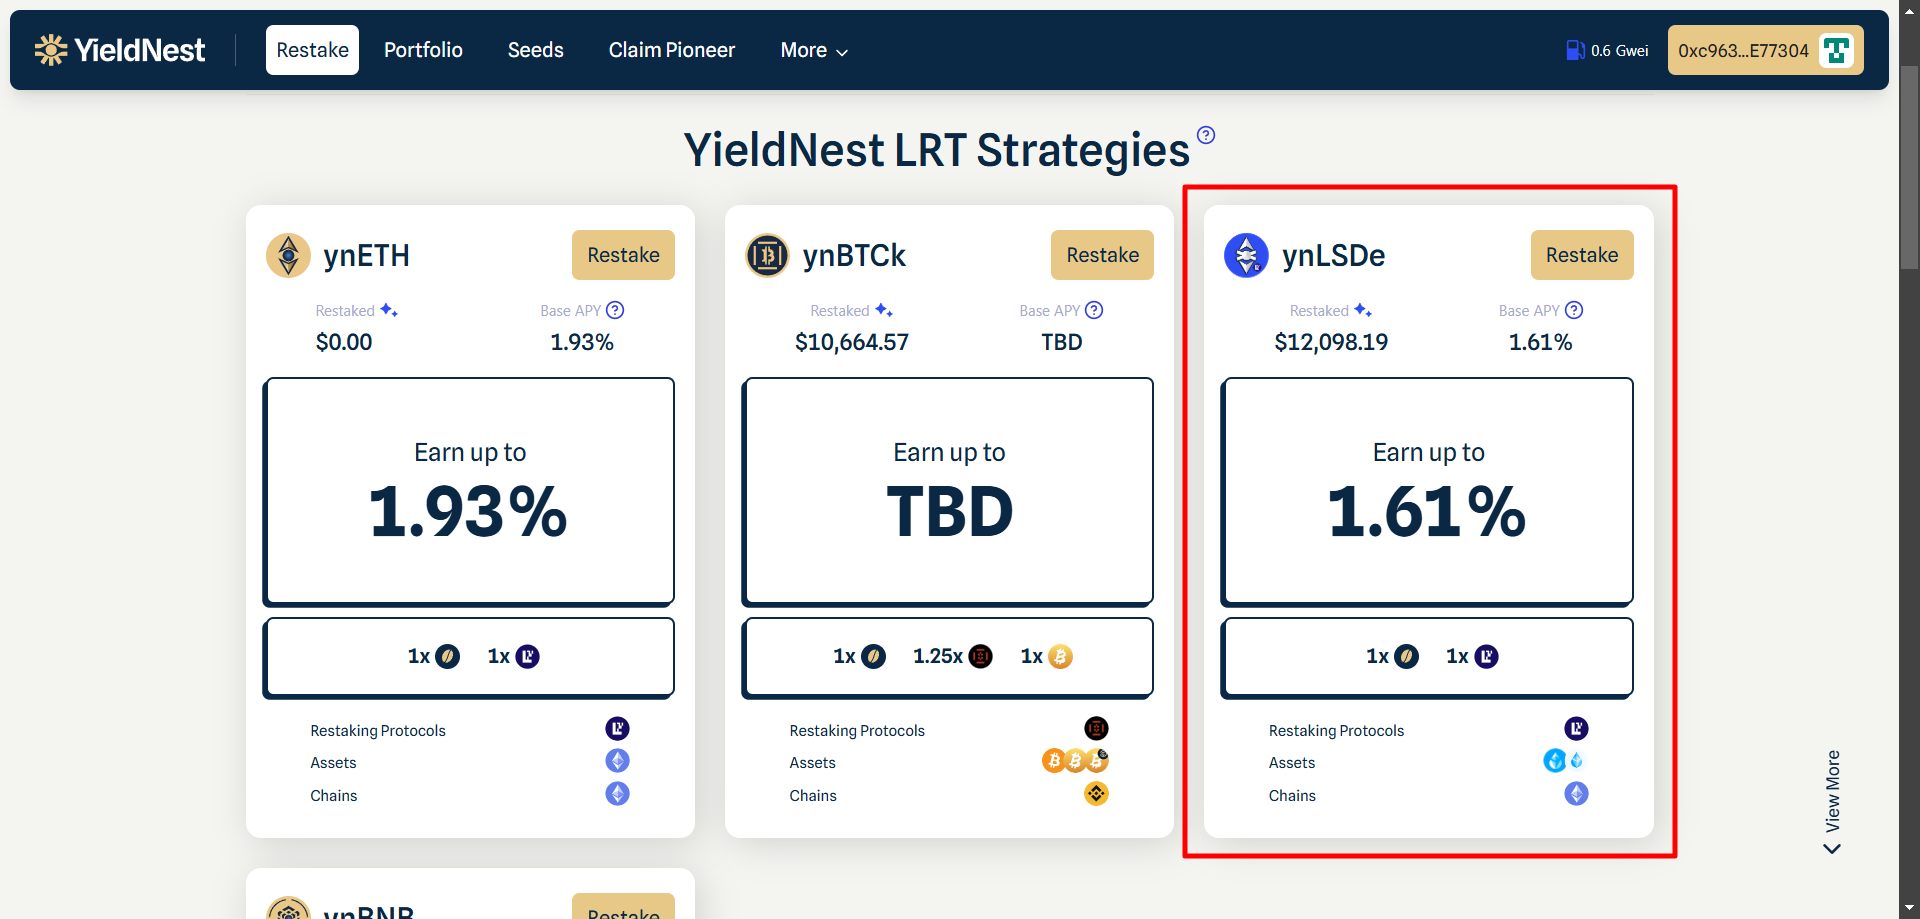 YieldNest
Restake
Portfolio
Seeds
Claim Pioneer
More
0.6 Gwei
0xc963...E77304
YieldNest LRT Strategies
ynETH
Restake
Restaked
Base APY
$0.00
1.93%
Earn up to
1.93%
1x
1x
Restaking Protocols
Assets
Chains
ynBTCk
Restake
Restaked
Base APY
$10,664.57
TBD
Earn up to
TBD
1x
1.25x
1x
Restaking Protocols
Assets
Chains
ynLSDe
Restake
Restaked
Base APY
$12,098.19
1.61%
Earn up to
1.61%
1x
1x
Restaking Protocols
Assets
Chains
View More
ynBNB
Restake